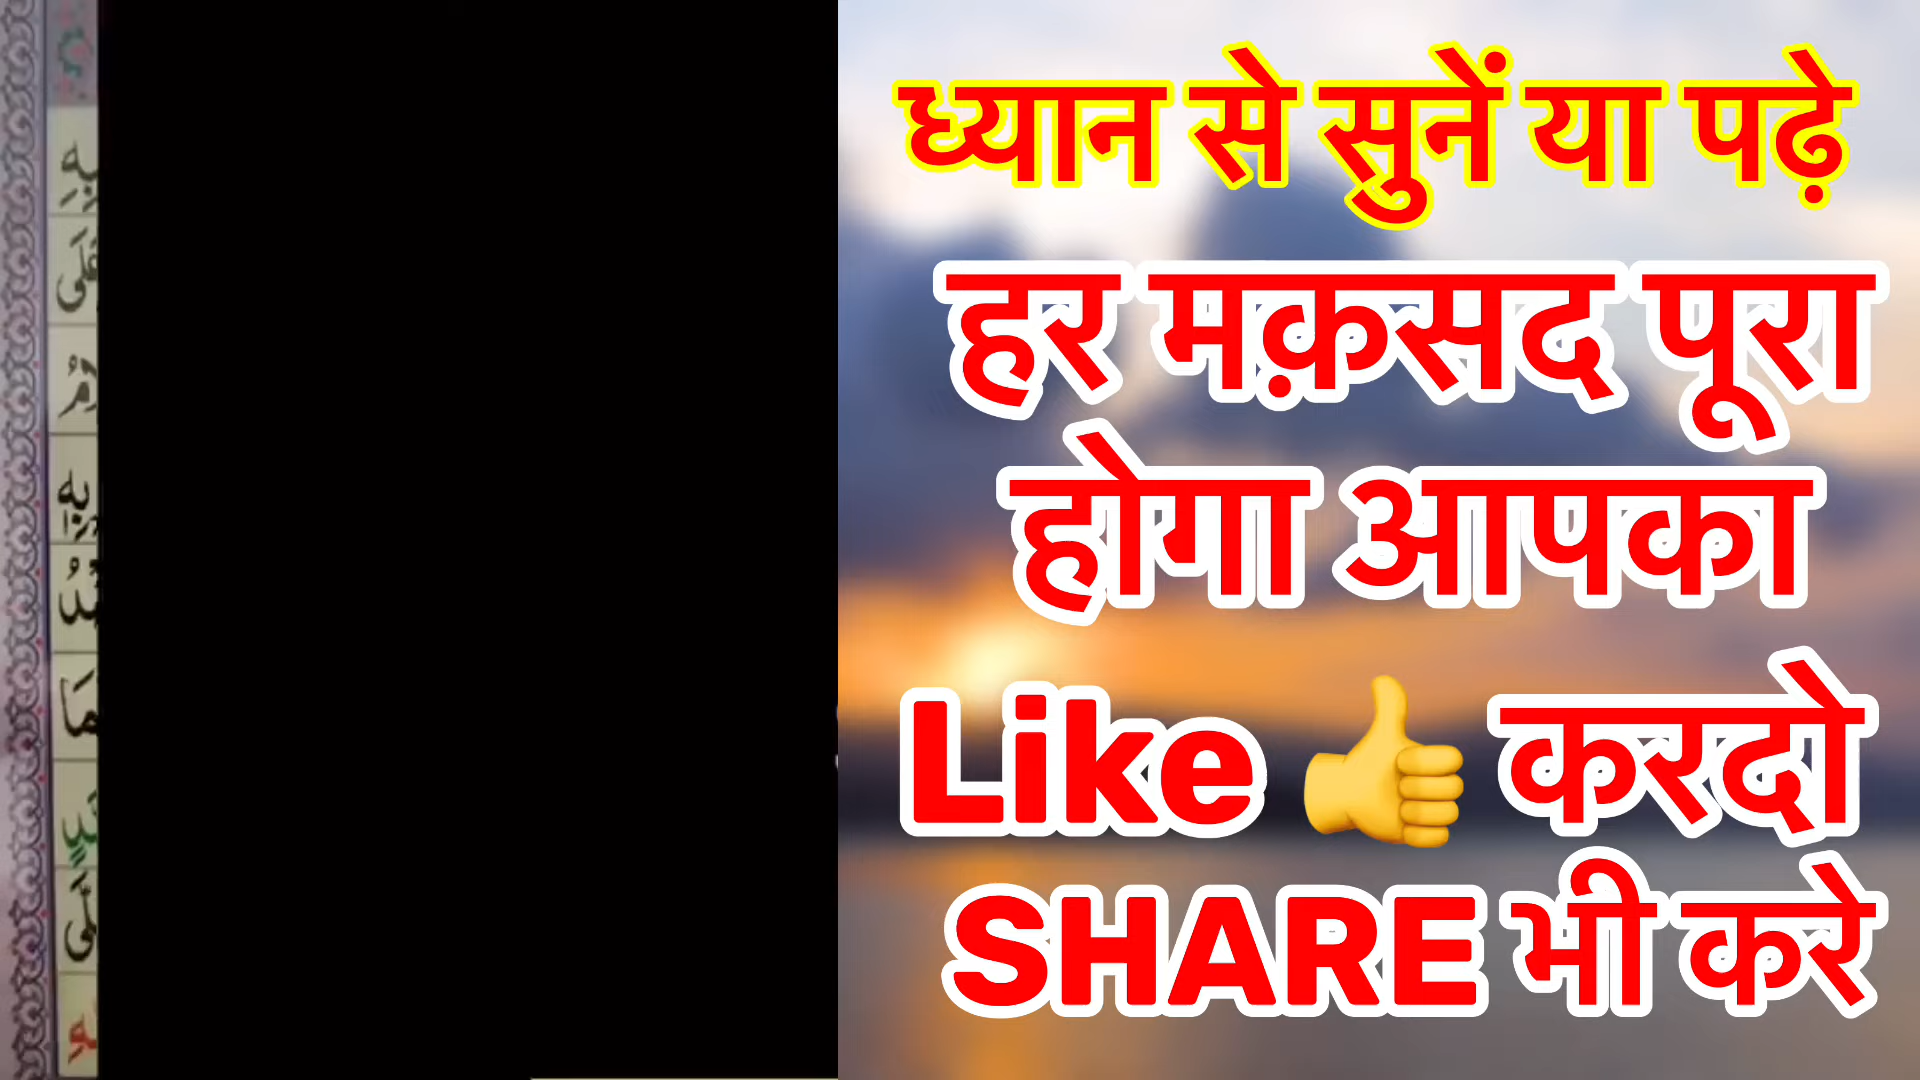 ध्यान से सुनें या पढ़े
हर मक़सद पूरा
होगा आपका
Like 👍 करदो
SHARE भी करे